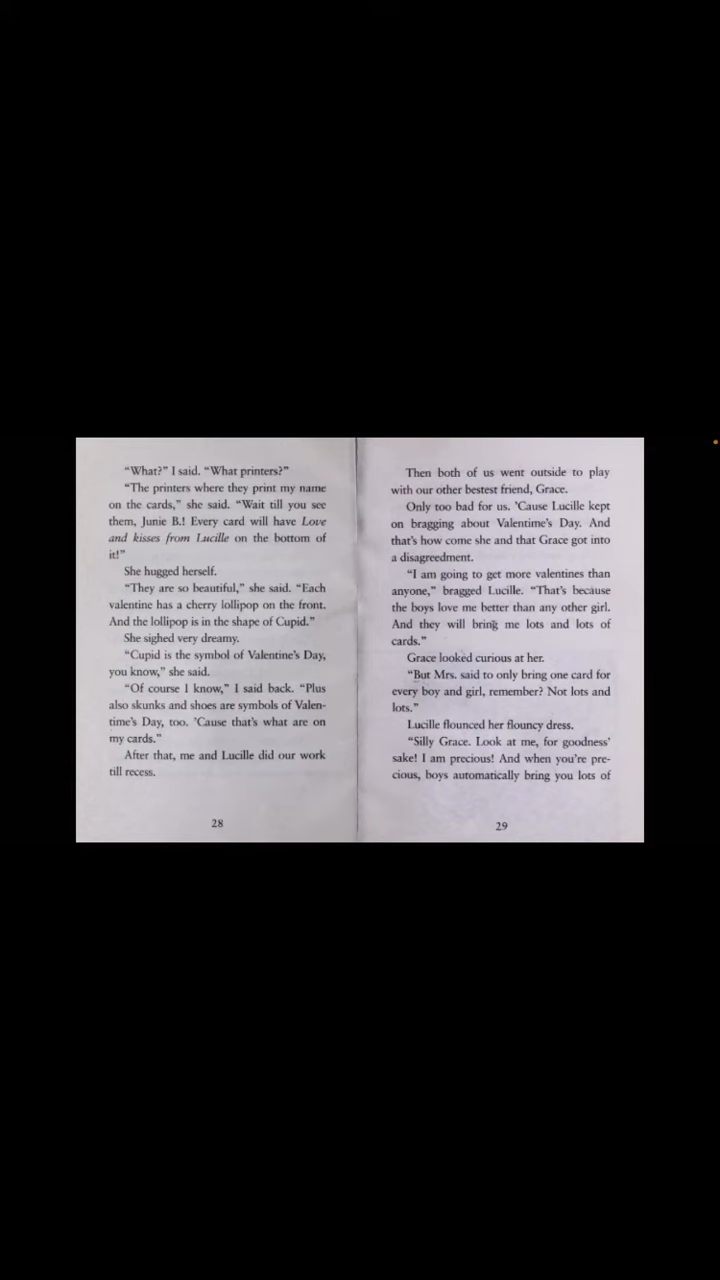 “What?” I said. “What printers?”
“The printers where they print my name
on the cards,” she said. “Wait till you see
them, Junie B.! Every card will have Love
and kisses from Lucille on the bottom of
it!”
She hugged herself.
“They are so beautiful,” she said. “Each
valentine has a cherry lollipop on the front.
And the lollipop is in the shape of Cupid.”
She sighed very dreamy.
“Cupid is the symbol of Valentime’s Day,
you know,” she said.
“Of course I know,” I said back. “Plus
also skunks and shoes are symbols of Valen-
time’s Day, too. ’Cause that’s what are on
my cards.”
After that, me and Lucille did our work
till recess.
28
Then both of us went outside to play
with our other bestest friend, Grace.
Only too bad for us. ’Cause Lucille kept
on bragging about Valentime’s Day. And
that’s how come she and that Grace got into
a disagreedment.
“I am going to get more valentines than
anyone,” bragged Lucille. “That’s because
the boys love me better than any other girl.
And they will bring me lots and lots of
cards.”
Grace looked curious at her.
“But Mrs. said to only bring one card for
every boy and girl, remember? Not lots and
lots.”
Lucille flounced her flouncy dress.
“Silly Grace. Look at me, for goodness’
sake! I am precious! And when you’re pre-
cious, boys automatically bring you lots of
29